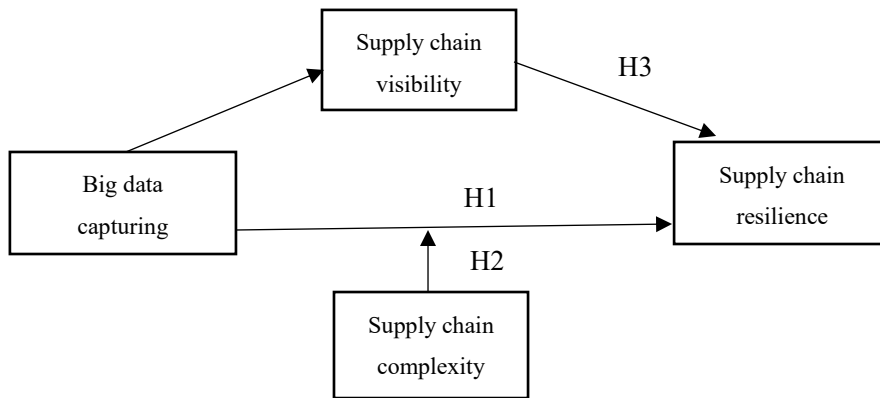 Supply chain
visibility
H3
Big data
capturing
H1
Supply chain
resilience
H2
Supply chain
complexity